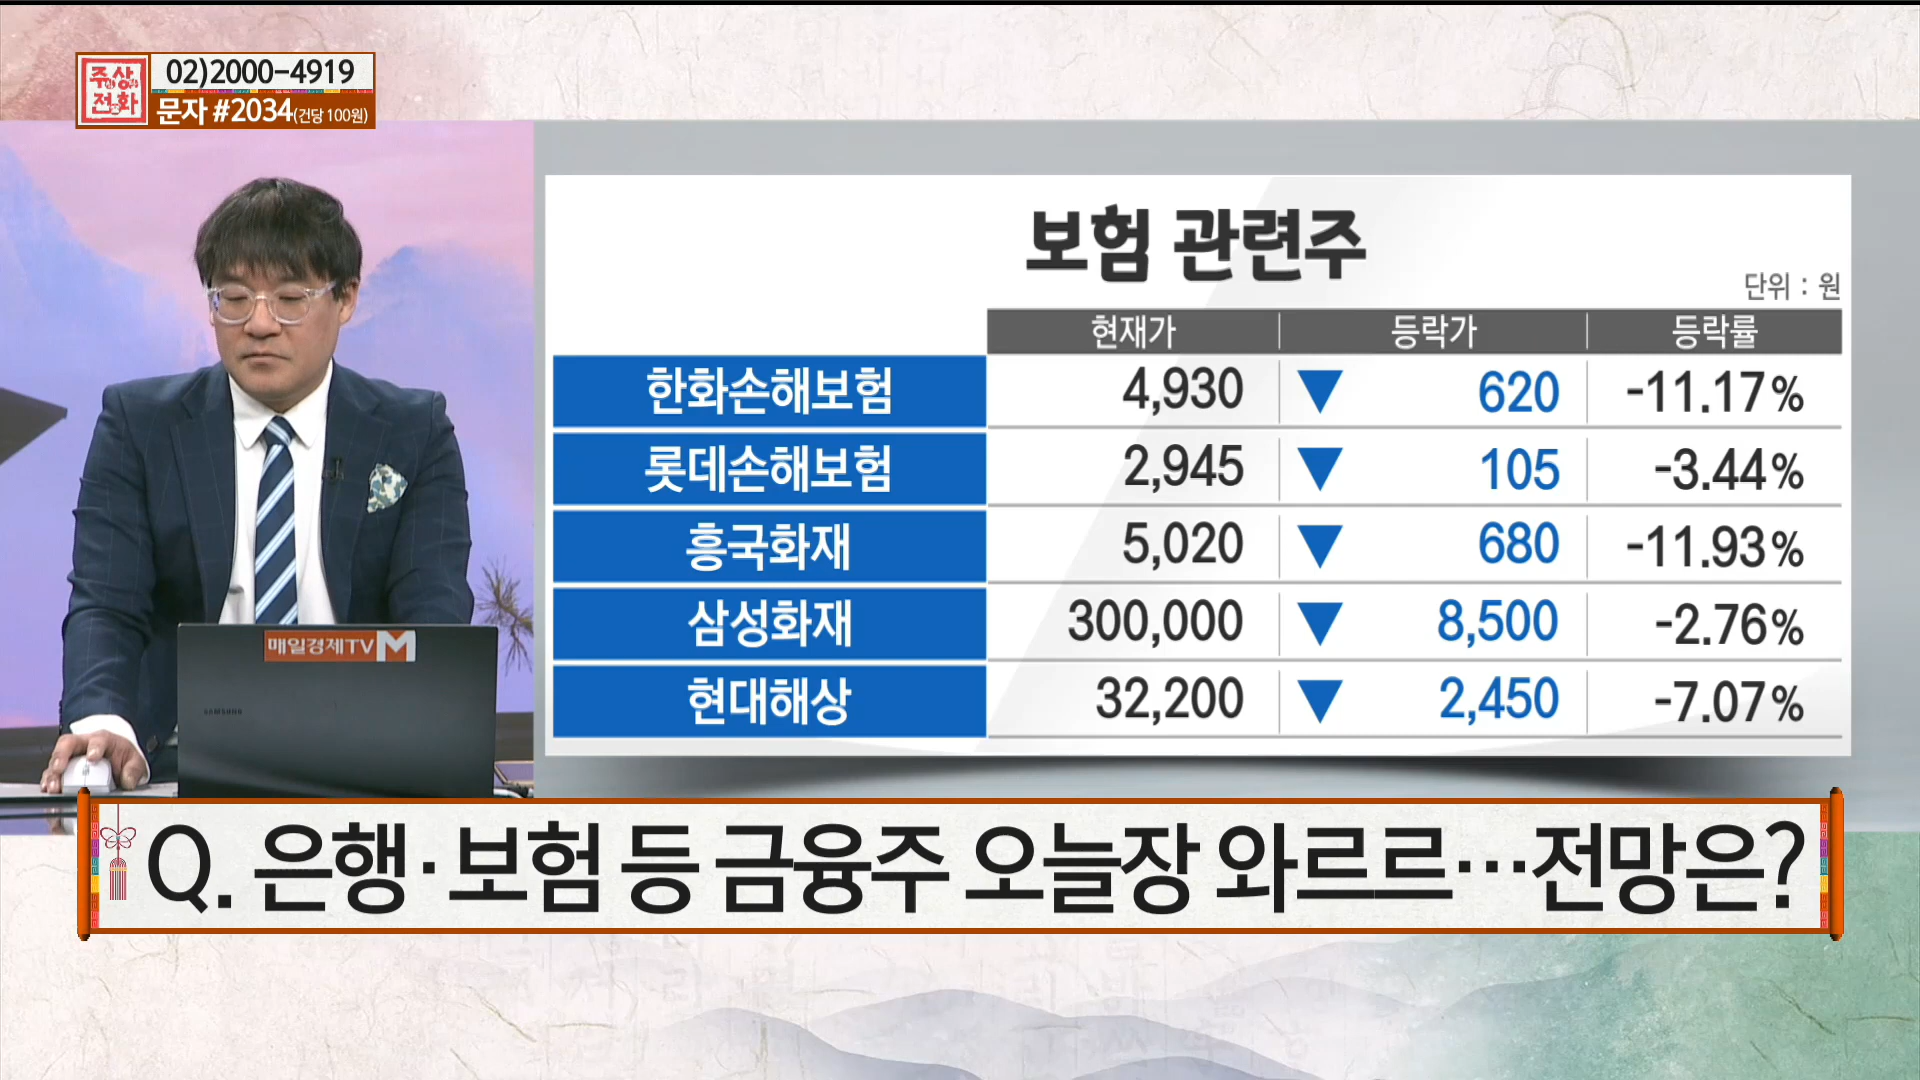 주상
전화
02)2000-4919
문자 #2034(건당 100원)
보험 관련주
단위 : 원
현재가 등락가 등락률
한화손해보험 4,930 ▼ 620 -11.17%
롯데손해보험 2,945 ▼ 105 -3.44%
흥국화재 5,020 ▼ 680 -11.93%
삼성화재 300,000 ▼ 8,500 -2.76%
현대해상 32,200 ▼ 2,450 -7.07%
매일경제TV M
SAMSUNG
Q. 은행·보험 등 금융주 오늘장 와르르…전망은?